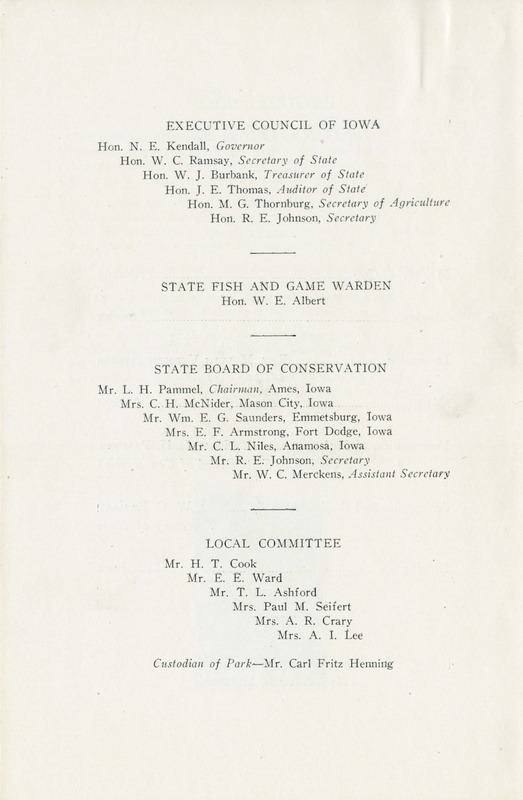 EXECUTIVE COUNCIL OF IOWA
Hon. N. E. Kendall, Governor
Hon. W. C. Ramsay, Secretary of State
Hon. W. J. Burbank, Treasurer of State
Hon. J. E. Thomas, Auditor of State
Hon. M. G. Thornburg, Secretary of Agriculture
Hon. R. E. Johnson, Secretary
STATE FISH AND GAME WARDEN
Hon. W. E. Albert
STATE BOARD OF CONSERVATION
Mr. L. H. Pammel, Chairman, Ames, Iowa
Mrs. C. H. McNider, Mason City, Iowa
Mr. Wm. E. G. Saunders, Emmetsburg, Iowa
Mrs. E. F. Armstrong, Fort Dodge, Iowa
Mr. C. L. Niles, Anamosa, Iowa
Mr. R. E. Johnson, Secretary
Mr. W. C. Merckens, Assistant Secretary
LOCAL COMMITTEE
Mr. H. T. Cook
Mr. E. E. Ward
Mr. T. L. Ashford
Mrs. Paul M. Seifert
Mrs. A. R. Crary
Mrs. A. I. Lee
Custodian of Park—Mr. Carl Fritz Henning